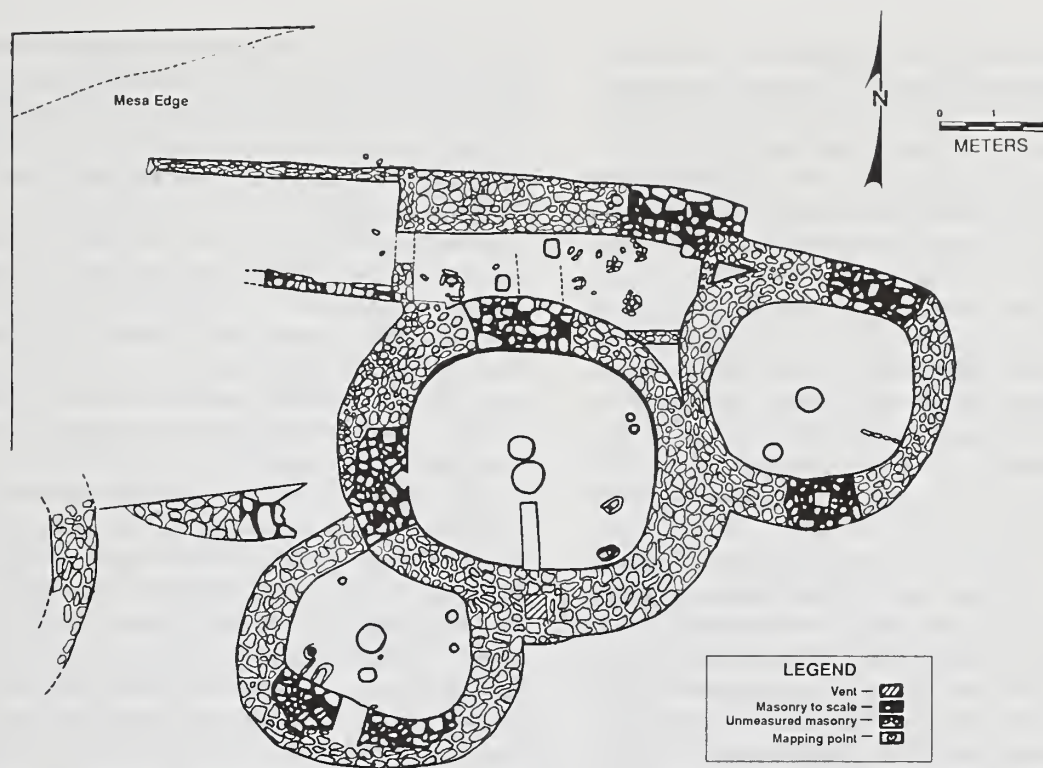 Mesa Edge
N
0 1
METERS
LEGEND
Vent —
Masonry to scale —
Unmeasured masonry —
Mapping point —